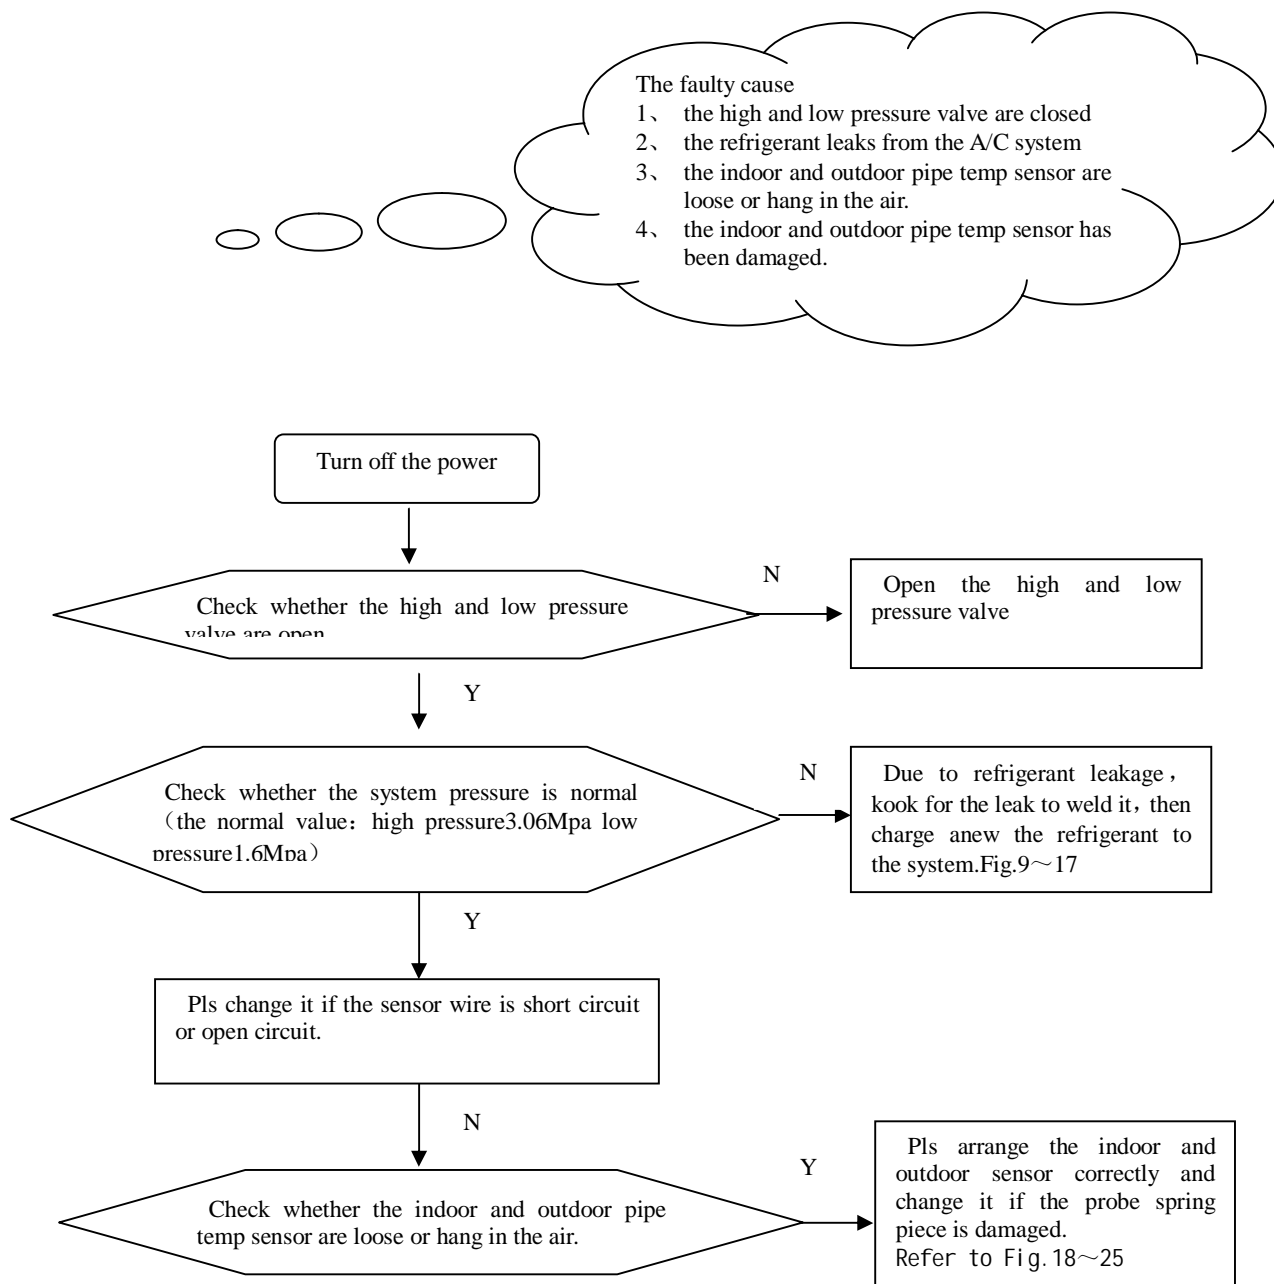 The faulty cause
1、 the high and low pressure valve are closed
2、 the refrigerant leaks from the A/C system
3、 the indoor and outdoor pipe temp sensor are
loose or hang in the air.
4、 the indoor and outdoor pipe temp sensor has
been damaged.
Turn off the power
Check whether the high and low pressure
valve are open
N
Open the high and low
pressure valve
Y
Check whether the system pressure is normal
（the normal value：high pressure3.06Mpa low
pressure1.6Mpa）
N
Due to refrigerant leakage，
kook for the leak to weld it，then
charge anew the refrigerant to
the system.Fig.9～17
Y
Pls change it if the sensor wire is short circuit
or open circuit.
N
Check whether the indoor and outdoor pipe
temp sensor are loose or hang in the air.
Y
Pls arrange the indoor and
outdoor sensor correctly and
change it if the probe spring
piece is damaged.
Refer to Fig.18～25